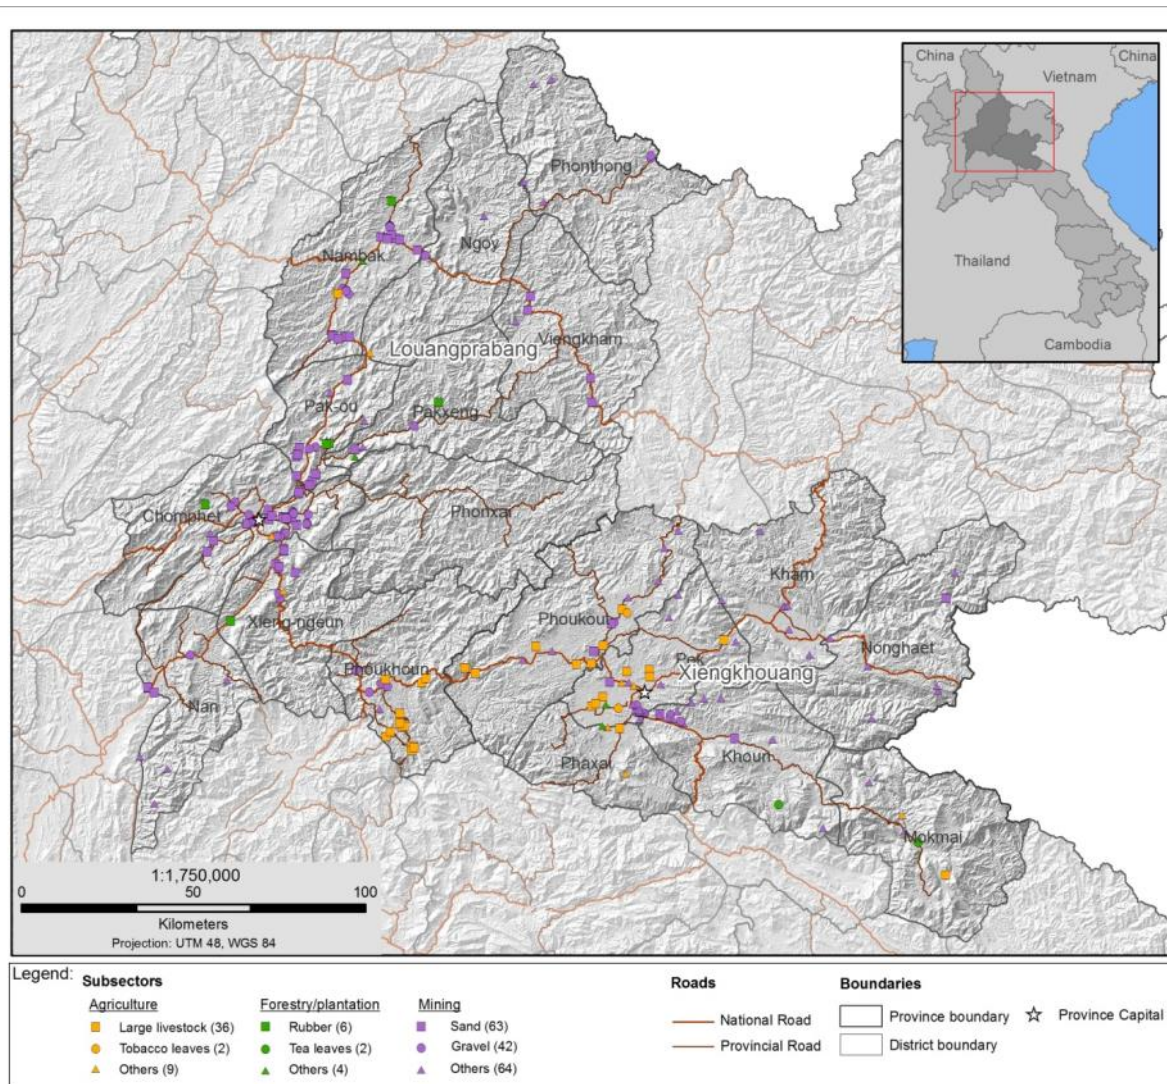 China
China
Vietnam
Thailand
Cambodia
Phonthong
Ngoy
Nambak
Viengkham
Louangprabang
Pak-ou
Pakxeng
Chomphet
Phonxai
Xieng-ngeun
Phoukhoun
Nan
Kham
Phoukout
Nonghaet
Pek
Xiengkhouang
Phaxai
Khoun
Mokmai
1:1,750,000
0 50 100
Kilometers
Projection: UTM 48, WGS 84
Legend:
Subsectors
Agriculture
Large livestock (36)
Tobacco leaves (2)
Others (9)
Forestry/plantation
Rubber (6)
Tea leaves (2)
Others (4)
Mining
Sand (63)
Gravel (42)
Others (64)
Roads
National Road
Provincial Road
Boundaries
Province boundary
District boundary
Province Capital